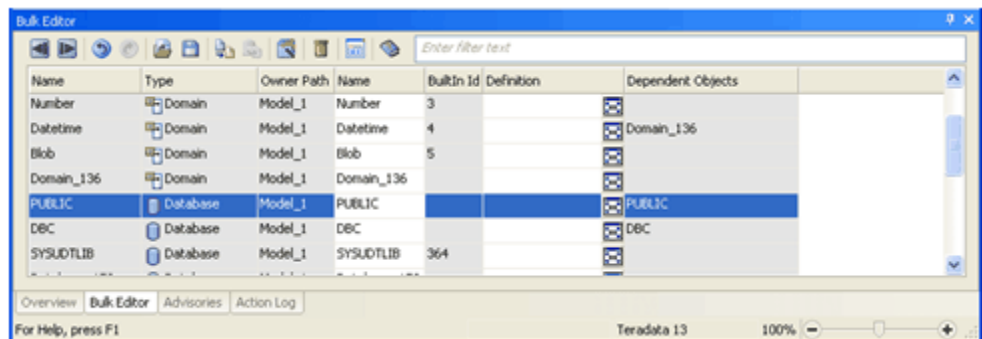 Bulk Editor
Enter filter text
Name Type Owner Path Name BuiltIn Id Definition Dependent Objects
Number Domain Model_1 Number 3
Datetime Domain Model_1 Datetime 4 Domain_136
Blob Domain Model_1 Blob 5
Domain_136 Domain Model_1 Domain_136
PUBLIC Database Model_1 PUBLIC PUBLIC
DBC Database Model_1 DBC DBC
SYSUDTLIB Database Model_1 SYSUDTLIB 364
Overview Bulk Editor Advisories Action Log
For Help, press F1 Teradata 13 100%